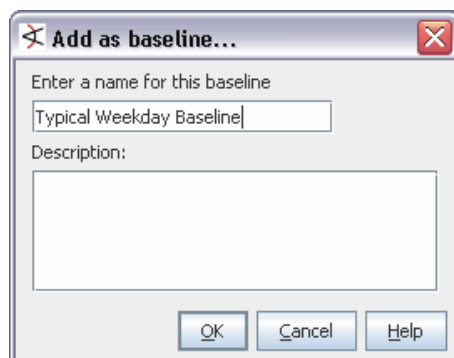 Add as baseline...
Enter a name for this baseline
Typical Weekday Baseline
Description:
OK Cancel Help